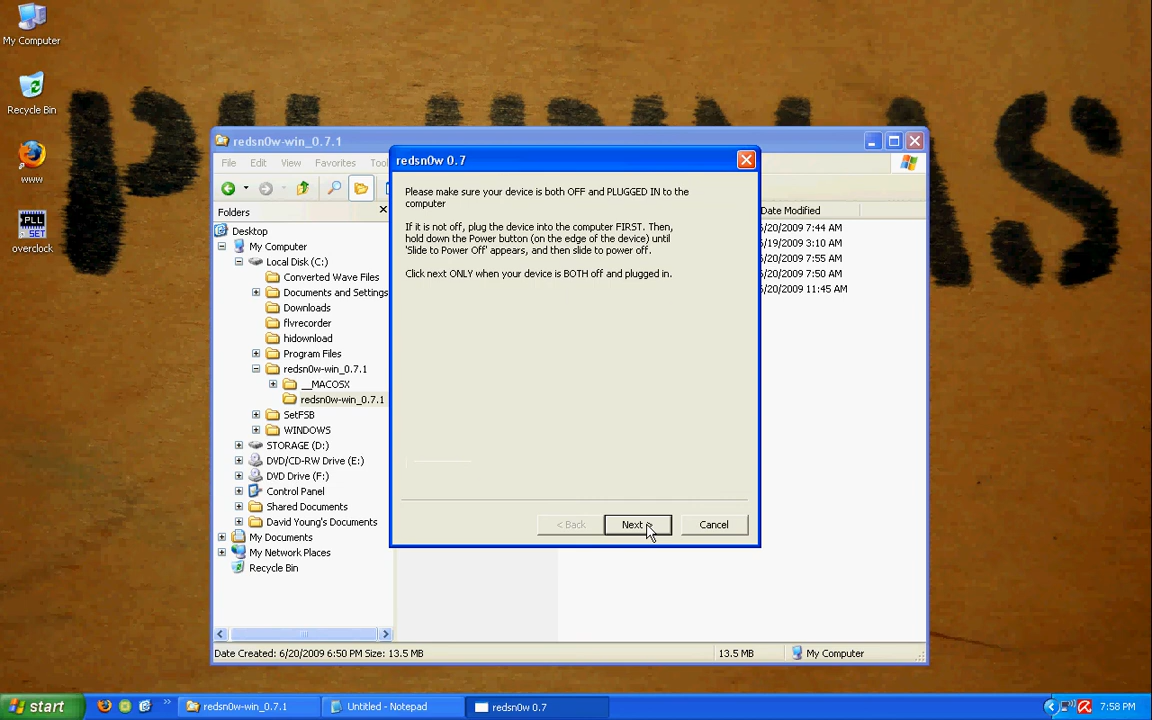 My Computer
Recycle Bin
www
PLL
SET
overclock
redsn0w-win_0.7.1
File Edit View Favorites
Folders
Date Modified
Desktop
My Computer
Local Disk (C:)
Converted Wave Files
Documents and Settings
Downloads
flvrecorder
hidownload
Program Files
redsn0w-win_0.7.1
__MACOSX
redsn0w-win_0.7.1
SetFSB
WINDOWS
STORAGE (D:)
DVD/CD-RW Drive (E:)
DVD Drive (F:)
Control Panel
Shared Documents
David Young's Documents
My Documents
My Network Places
Recycle Bin
/20/2009 7:44 AM
/19/2009 3:10 AM
/20/2009 7:55 AM
/20/2009 7:50 AM
/20/2009 11:45 AM
redsn0w 0.7
Please make sure your device is both OFF and PLUGGED IN to the
computer
If it is not off, plug the device into the computer FIRST. Then,
hold down the Power button (on the edge of the device) until
'Slide to Power Off' appears, and then slide to power off.
Click next ONLY when your device is BOTH off and plugged in.
< Back
Next >
Cancel
Date Created: 6/20/2009 6:50 PM Size: 13.5 MB
13.5 MB
My Computer
start
redsn0w-win_0.7.1
Untitled - Notepad
redsn0w 0.7
7:58 PM